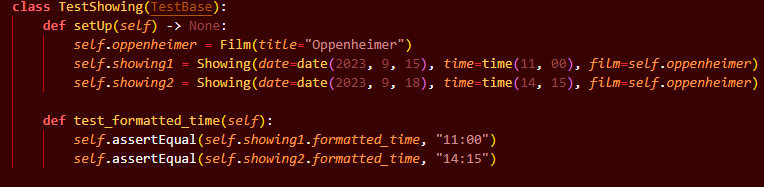 class TestShowing(TestBase):
    def setUp(self) -> None:
        self.oppenheimer = Film(title="Oppenheimer")
        self.showing1 = Showing(date=date(2023, 9, 15), time=time(11, 00), film=self.oppenheimer)
        self.showing2 = Showing(date=date(2023, 9, 18), time=time(14, 15), film=self.oppenheimer)

    def test_formatted_time(self):
        self.assertEqual(self.showing1.formatted_time, "11:00")
        self.assertEqual(self.showing2.formatted_time, "14:15")